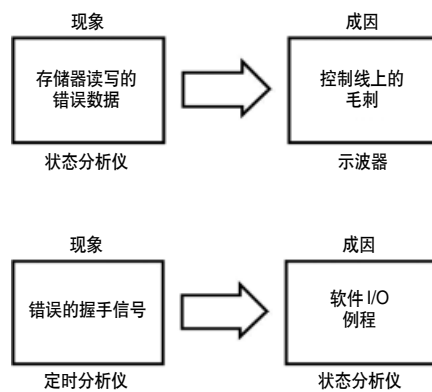 现象
成因
存储器读写的
错误数据
控制线上的
毛刺
状态分析仪
示波器
现象
成因
错误的握手信号
软件 I/O
例程
定时分析仪
状态分析仪